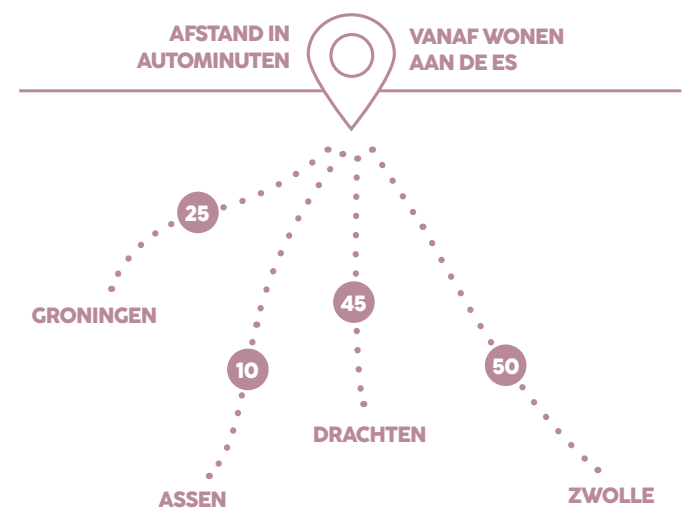 AFSTAND IN
AUTOMINUTEN
VANAF WONEN
AAN DE ES
25
GRONINGEN
10
ASSEN
45
DRACHTEN
50
ZWOLLE